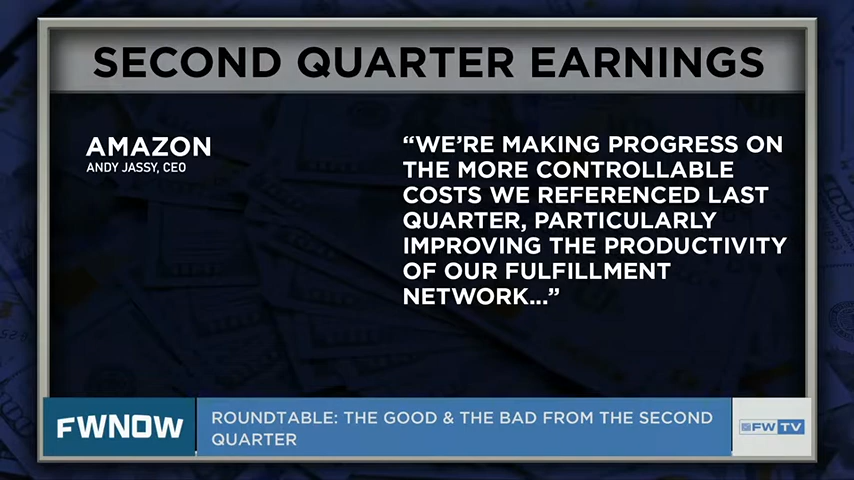 SECOND QUARTER EARNINGS
AMAZON
ANDY JASSY, CEO
“WE’RE MAKING PROGRESS ON
THE MORE CONTROLLABLE
COSTS WE REFERENCED LAST
QUARTER, PARTICULARLY
IMPROVING THE PRODUCTIVITY
OF OUR FULFILLMENT
NETWORK...”
FWNOW
ROUNDTABLE: THE GOOD & THE BAD FROM THE SECOND
QUARTER
FWTV